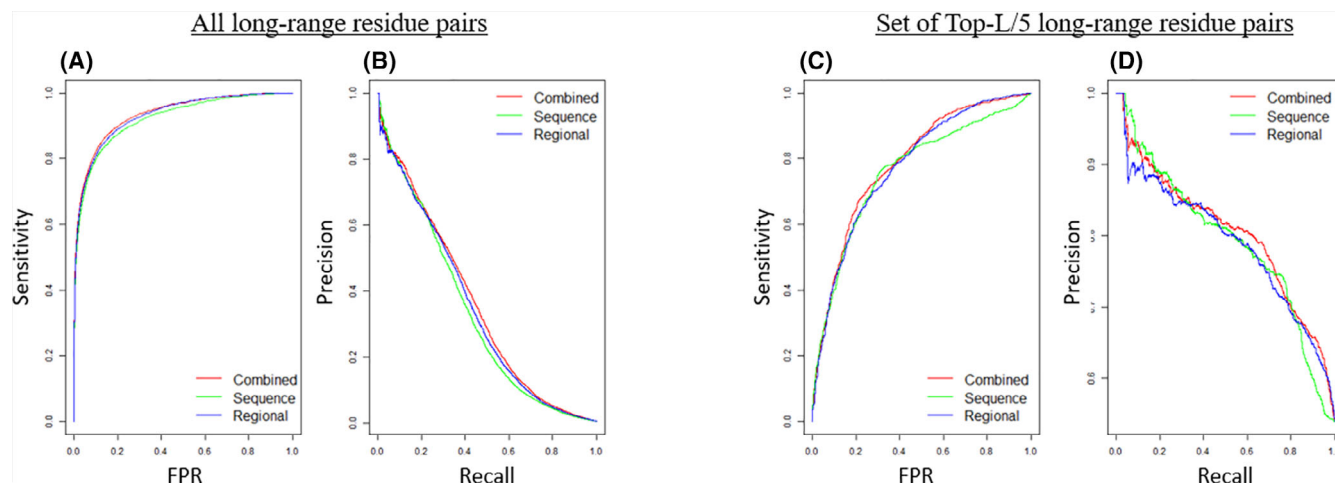 All long-range residue pairs
Set of Top-L/5 long-range residue pairs
(A)
Sensitivity
0.0 0.2 0.4 0.6 0.8 1.0
Combined
Sequence
Regional
0.0 0.2 0.4 0.6 0.8 1.0
FPR
(B)
Precision
0.0 0.2 0.4 0.6 0.8 1.0
Combined
Sequence
Regional
0.0 0.2 0.4 0.6 0.8 1.0
Recall
(C)
Sensitivity
0.0 0.2 0.4 0.6 0.8 1.0
Combined
Sequence
Regional
0.0 0.2 0.4 0.6 0.8 1.0
FPR
(D)
Precision
0.6 0.7 0.8 0.9 1.0
Combined
Sequence
Regional
0.0 0.2 0.4 0.6 0.8 1.0
Recall